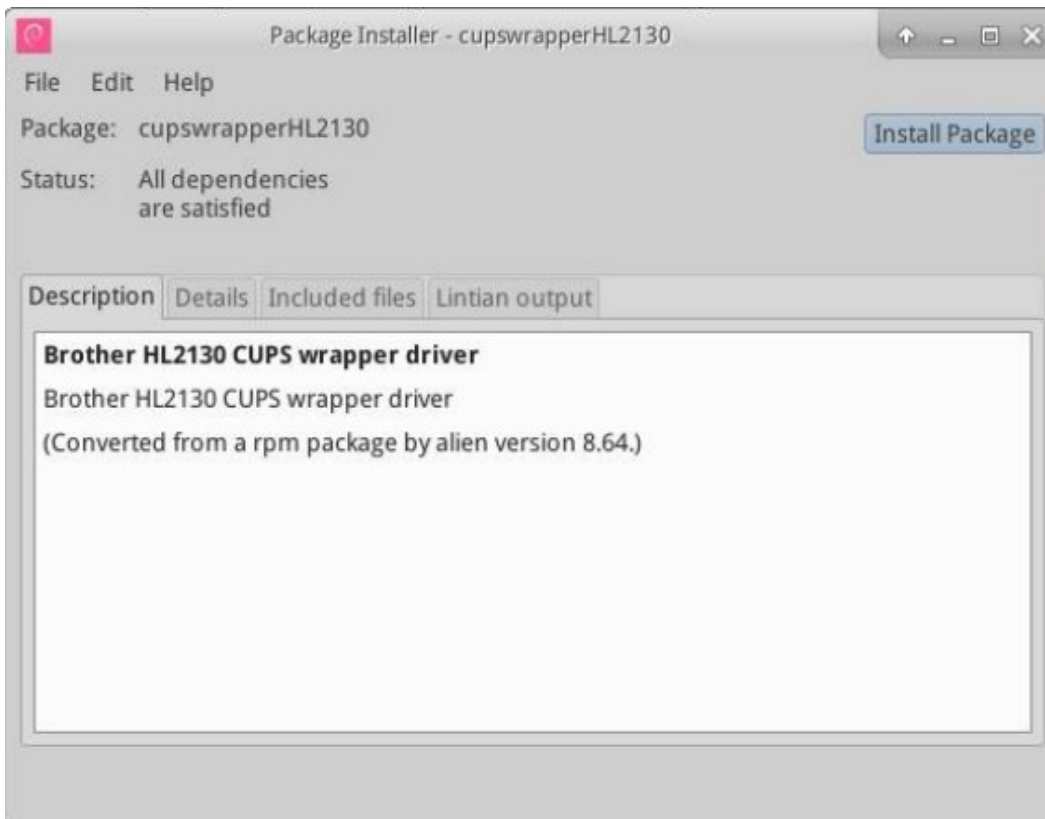 Package Installer - cupswrapperHL2130
File Edit Help
Package: cupswrapperHL2130
Install Package
Status: All dependencies
are satisfied
Description Details Included files Lintian output
Brother HL2130 CUPS wrapper driver
Brother HL2130 CUPS wrapper driver
(Converted from a rpm package by alien version 8.64.)